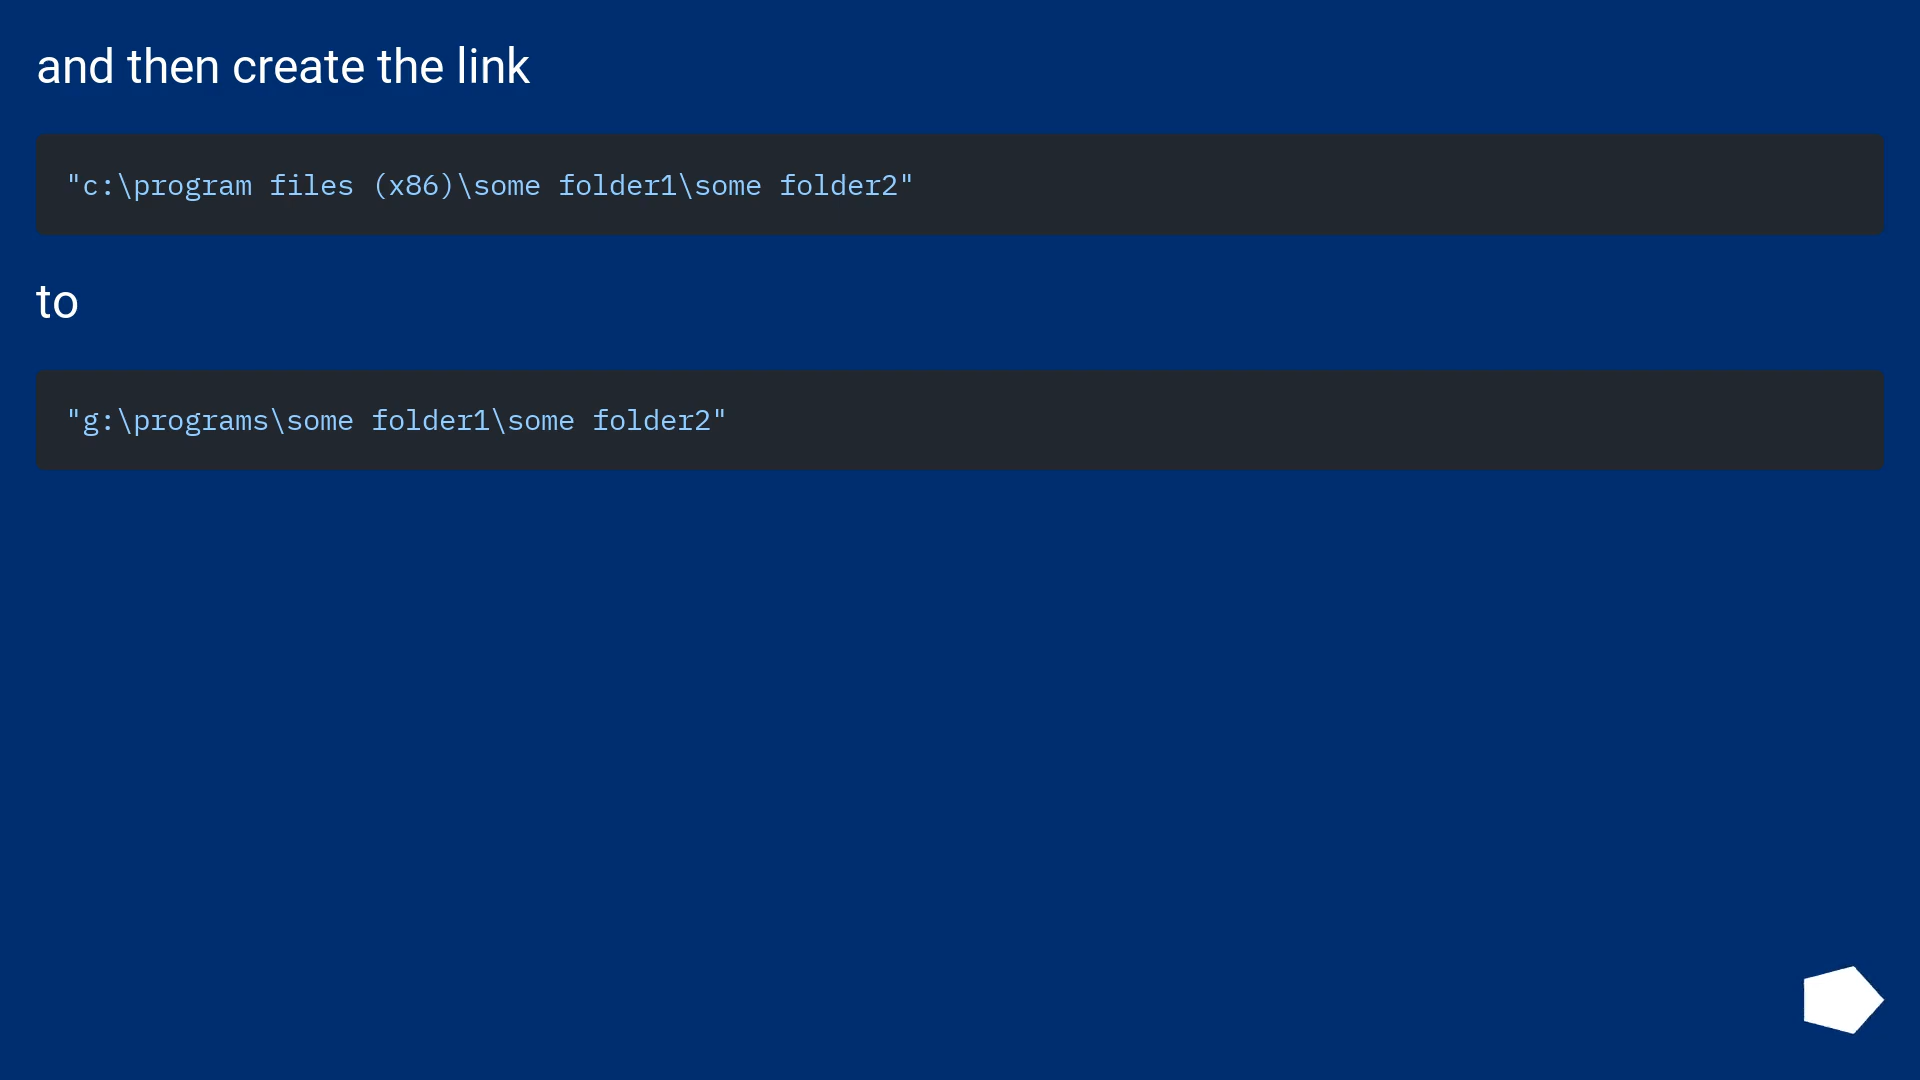 and then create the link
"c:\program files (x86)\some folder1\some folder2"
to
"g:\programs\some folder1\some folder2"